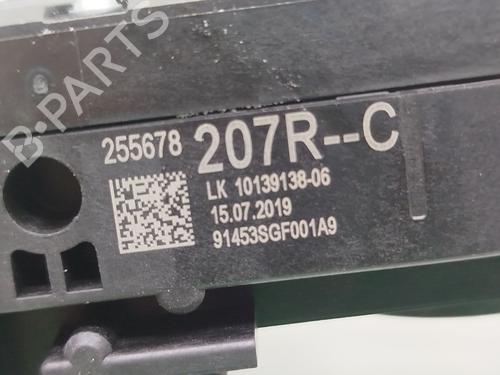 B-PARTS
255678 207R--C
LK 10139138-06
15.07.2019
91453SGF001A9